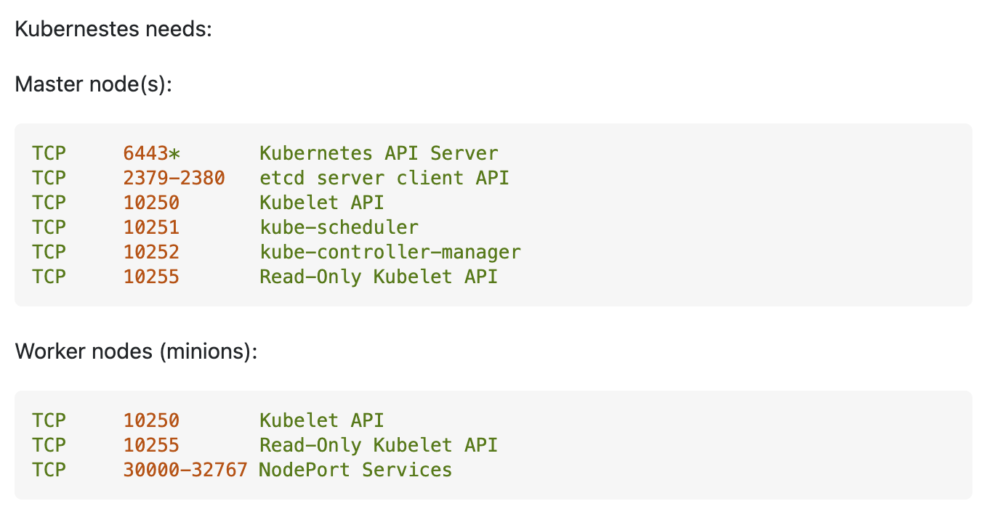 Kubernestes needs:
Master node(s):
TCP     6443*       Kubernetes API Server
TCP     2379-2380   etcd server client API
TCP     10250       Kubelet API
TCP     10251       kube-scheduler
TCP     10252       kube-controller-manager
TCP     10255       Read-Only Kubelet API
Worker nodes (minions):
TCP     10250       Kubelet API
TCP     10255       Read-Only Kubelet API
TCP     30000-32767 NodePort Services